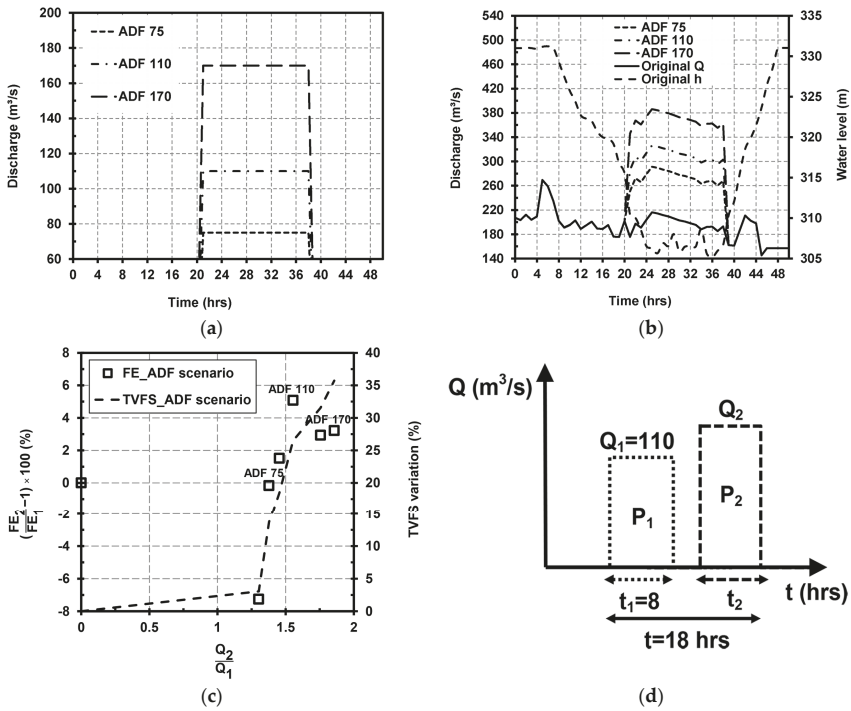 200
180
160
140
120
100
80
60
Discharge (m³/s)
ADF 75
ADF 110
ADF 170
0 4 8 12 16 20 24 28 32 36 40 44 48
Time (hrs)
(a)
540
500
460
420
380
340
300
260
220
180
140
Discharge (m³/s)
ADF 75
ADF 110
ADF 170
Original Q
Original h
335
330
325
320
315
310
305
Water level (m)
0 4 8 12 16 20 24 28 32 36 40 44 48
Time (hrs)
(b)
8
6
4
2
0
-2
-4
-6
-8
(FE₂/FE₁ −1) × 100 (%)
FE_ADF scenario
TVFS_ADF scenario
ADF 110
ADF 170
ADF 75
40
35
30
25
20
15
10
5
0
TVFS variation (%)
0 0.5 1 1.5 2
Q₂
Q₁
(c)
Q (m³/s)
Q₂
Q₁=110
P₁
P₂
t₁=8
t₂
t (hrs)
t=18 hrs
(d)